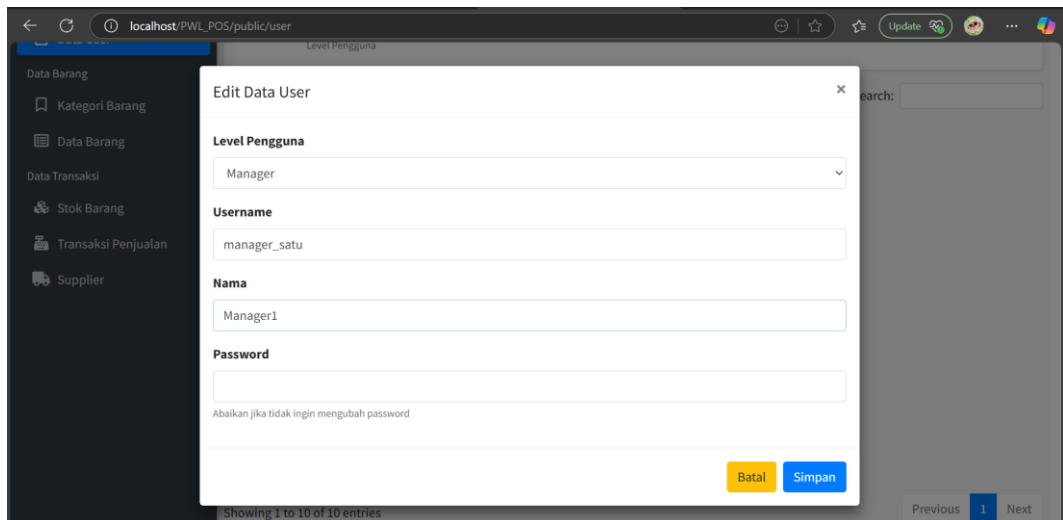 localhost/PWL_POS/public/user
Update
Data User
Level Pengguna
Data Barang
Kategori Barang
Data Barang
Data Transaksi
Stok Barang
Transaksi Penjualan
Supplier
Edit Data User
×
earch:
Level Pengguna
Manager
Username
manager_satu
Nama
Manager1
Password
Abaikan jika tidak ingin mengubah password
Batal Simpan
Showing 1 to 10 of 10 entries
Previous 1 Next